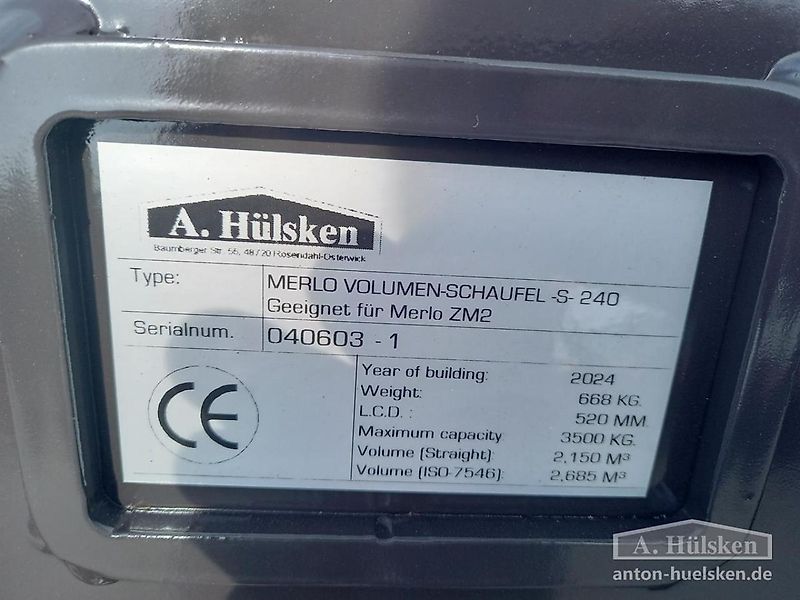 A. Hülsken
Baumberger Str. 56, 48720 Rosendahl-Osterwick
Type: MERLO VOLUMEN-SCHAUFEL -S- 240
Geeignet für Merlo ZM2
Serialnum. 040603 - 1
CE
Year of building: 2024
Weight: 668 KG.
L.C.D. : 520 MM
Maximum capacity 3500 KG.
Volume (Straight): 2,150 M³
Volume (ISO-7546): 2,685 M³
A. Hülsken
anton-huelsken.de